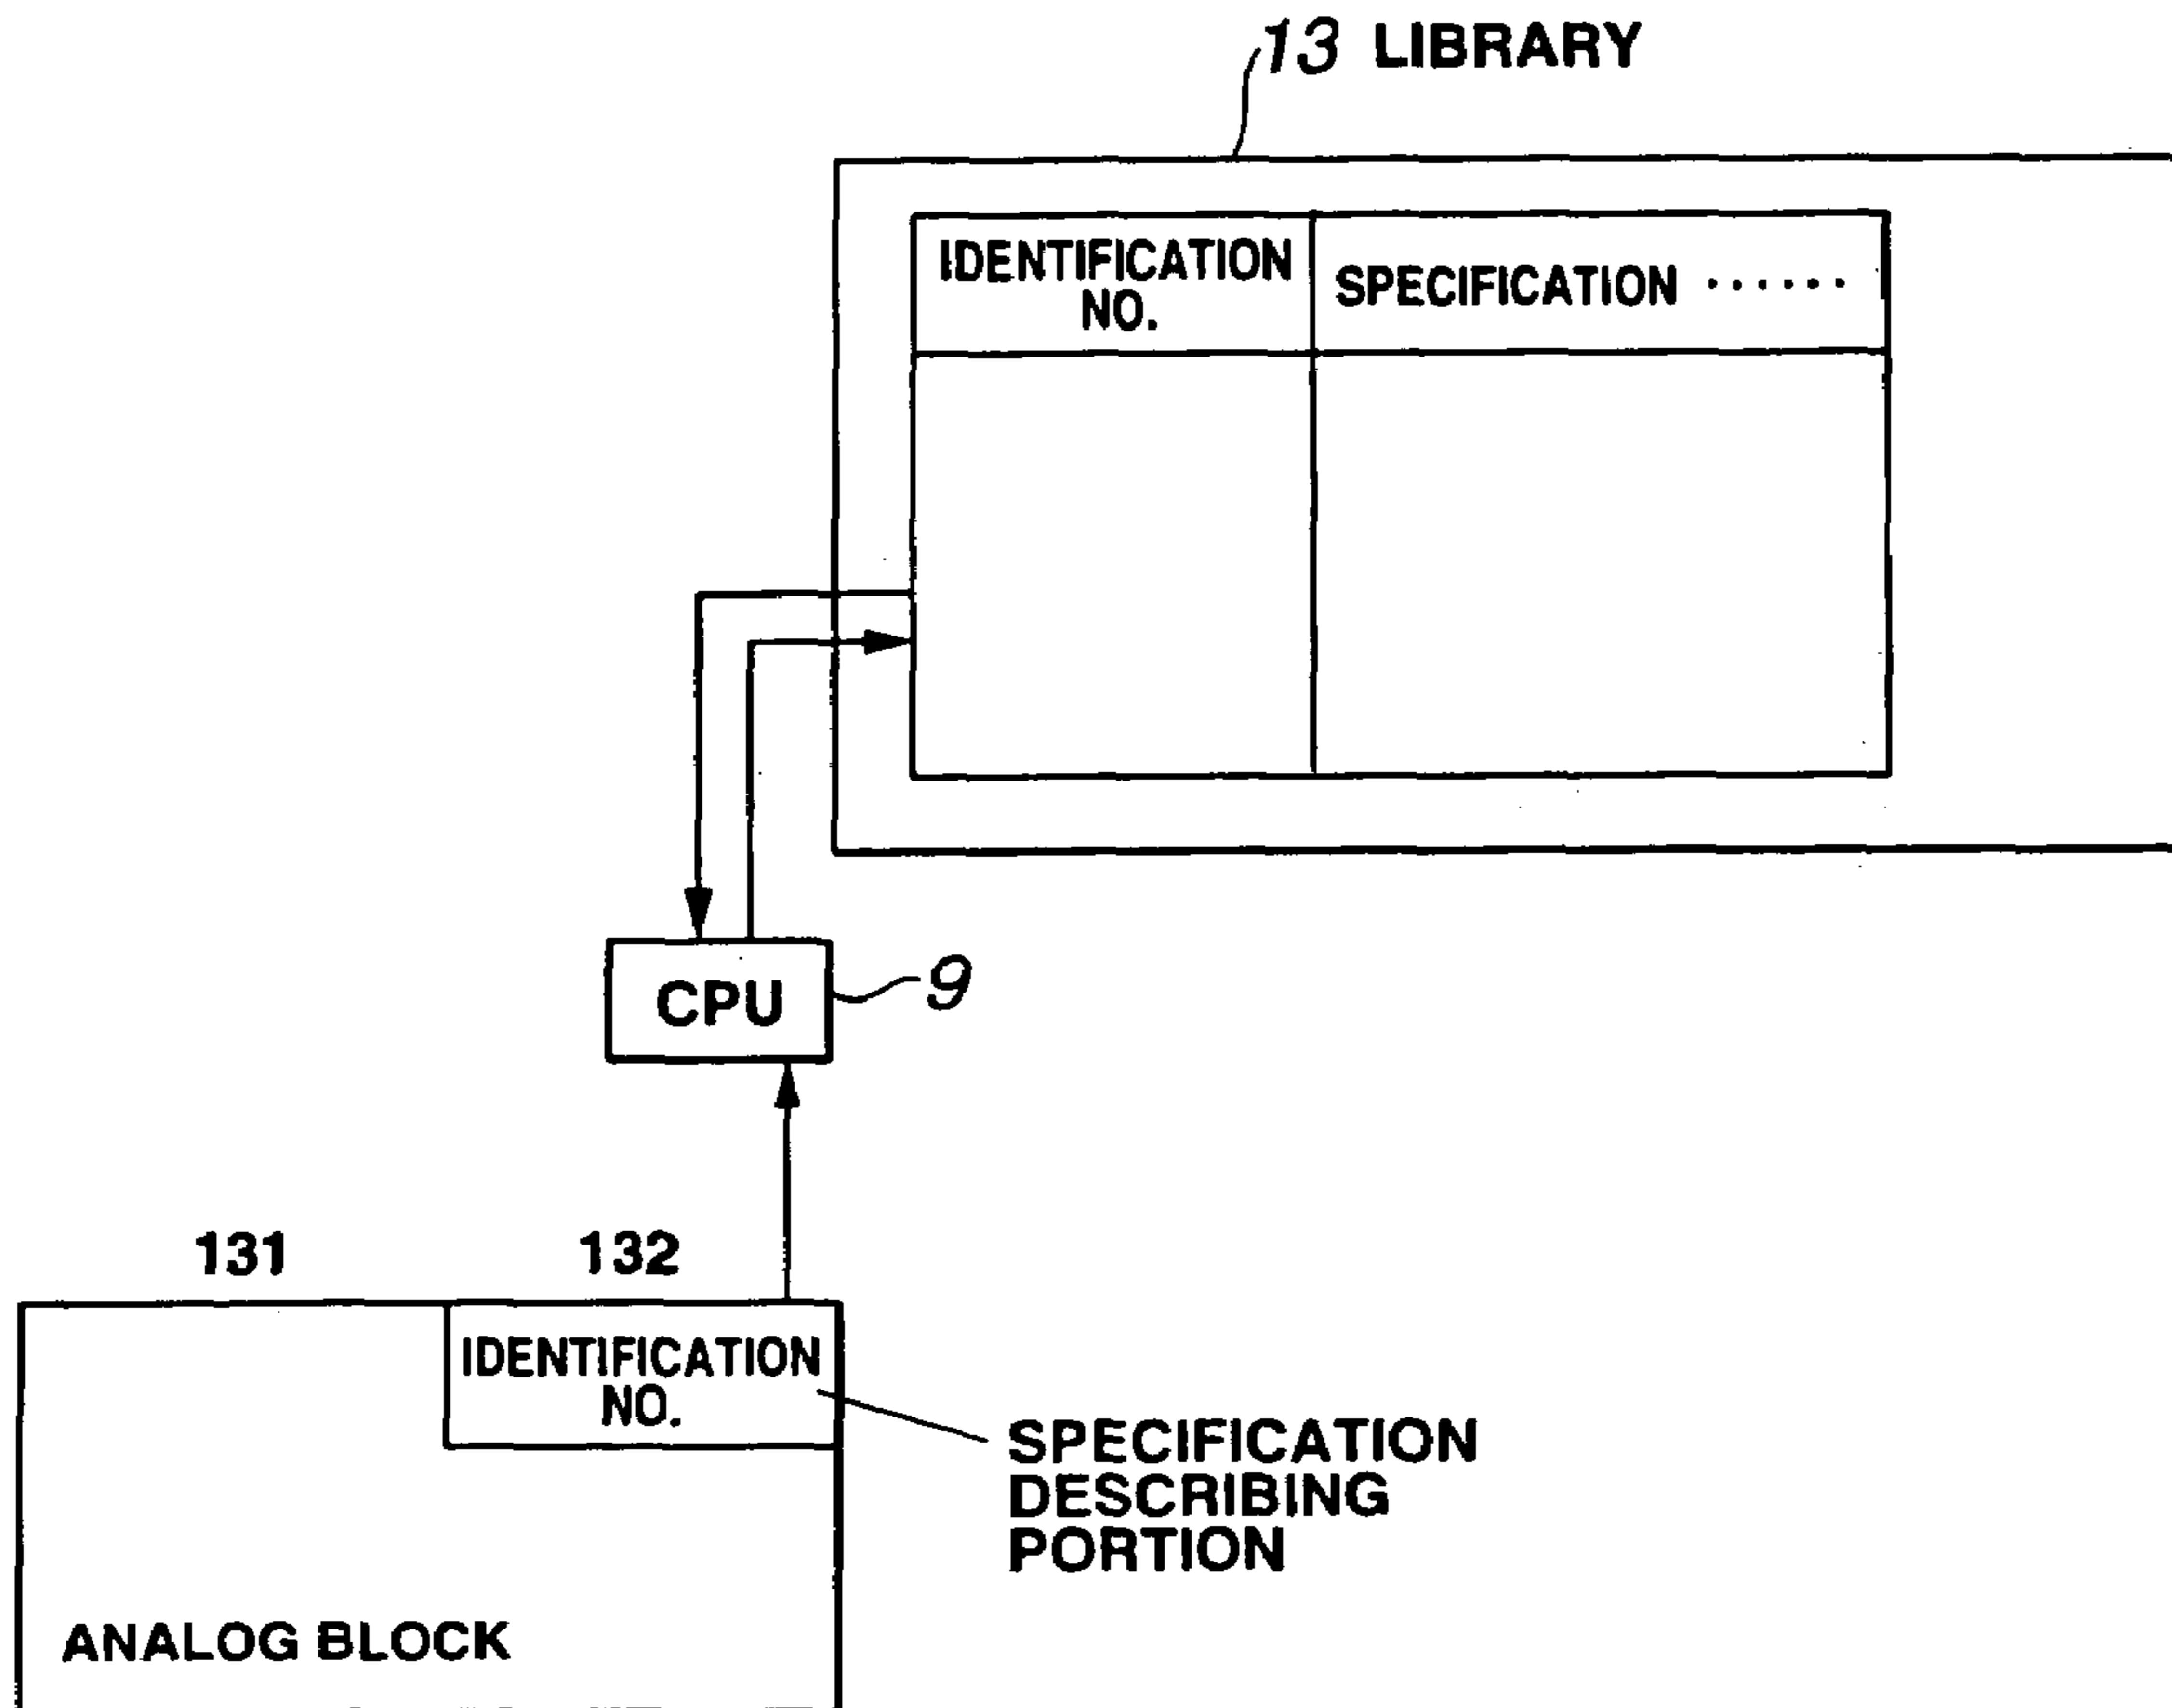 13 LIBRARY
IDENTIFICATION
NO.
SPECIFICATION ······
CPU
9
131
132
IDENTIFICATION
NO.
SPECIFICATION
DESCRIBING
PORTION
ANALOG BLOCK